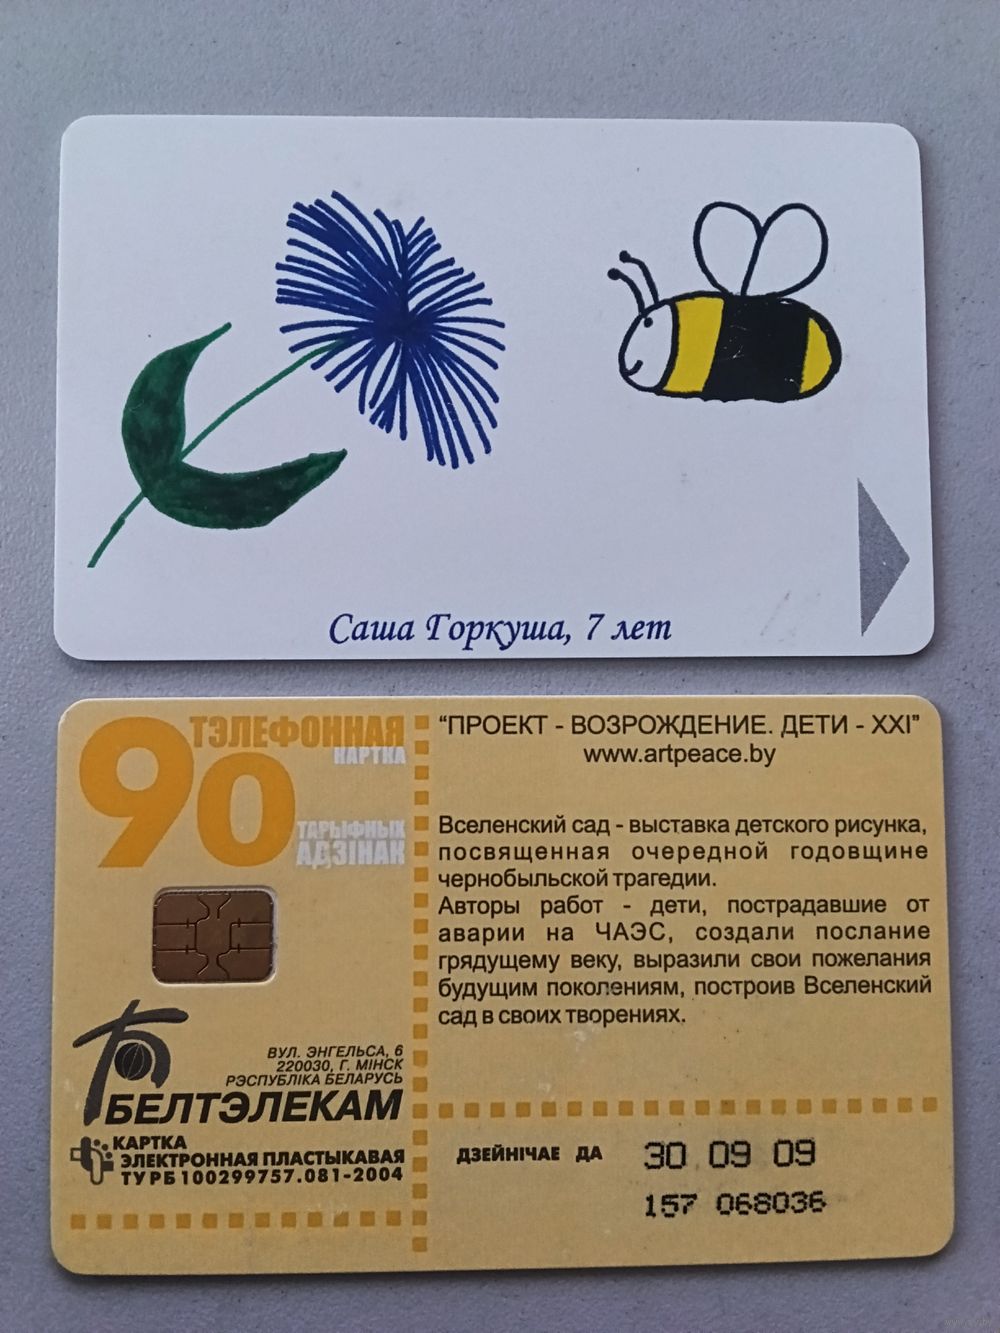 Саша Горкуша, 7 лет
90
ТЭЛЕФОННАЯ
КАРТКА
ТАРЫФНЫХ
АДЗІНАК
БЕЛТЭЛЕКАМ
ВУЛ. ЭНГЕЛЬСА, 6
220030, Г. МІНСК
РЭСПУБЛІКА БЕЛАРУСЬ
КАРТКА
ЭЛЕКТРОННАЯ ПЛАСТЫКАВАЯ
ТУ РБ 100299757.081-2004
“ПРОЕКТ - ВОЗРОЖДЕНИЕ. ДЕТИ - XXI”
www.artpeace.by
Вселенский сад - выставка детского рисунка,
посвященная очередной годовщине
чернобыльской трагедии.
Авторы работ - дети, пострадавшие от
аварии на ЧАЭС, создали послание
грядущему веку, выразили свои пожелания
будущим поколениям, построив Вселенский
сад в своих творениях.
ДЗЕЙНІЧАЕ ДА 30 09 09
157 068036